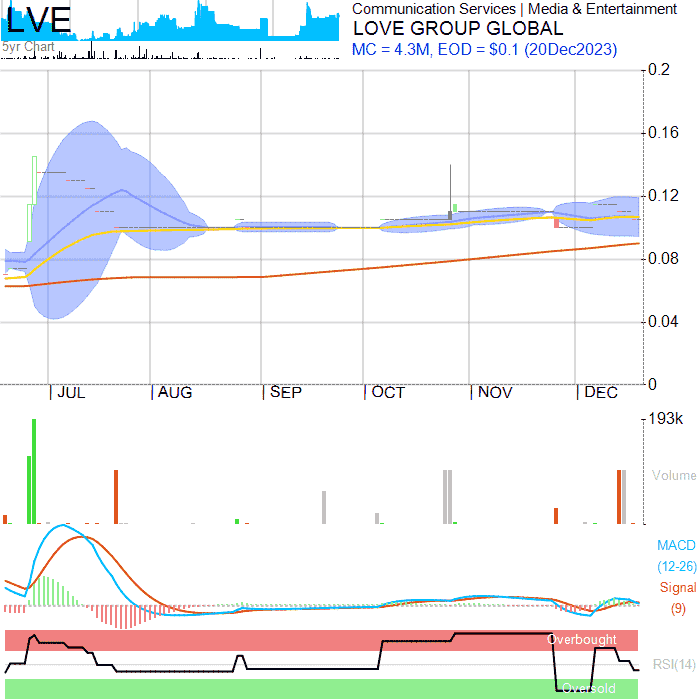 LVE
5yr Chart
Communication Services | Media & Entertainment
LOVE GROUP GLOBAL
MC = 4.3M, EOD = $0.1 (20Dec2023)
0.2
0.16
0.12
0.08
0.04
0
JUL AUG SEP OCT NOV DEC
193k
Volume
MACD
(12-26)
Signal
(9)
Overbought
RSI(14)
Oversold